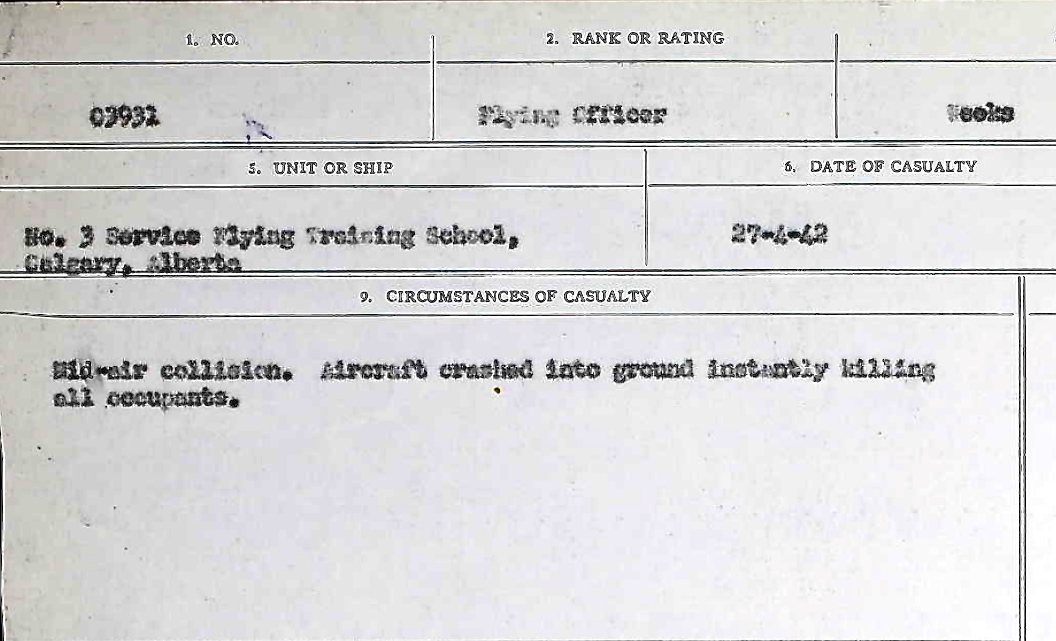 1. NO.
2. RANK OR RATING
03931
Flying Officer
Weeks
5. UNIT OR SHIP
6. DATE OF CASUALTY
No. 3 Service Flying Training School,
Calgary, Alberta
27-4-42
9. CIRCUMSTANCES OF CASUALTY
Mid-air collision. Aircraft crashed into ground instantly killing
all occupants.